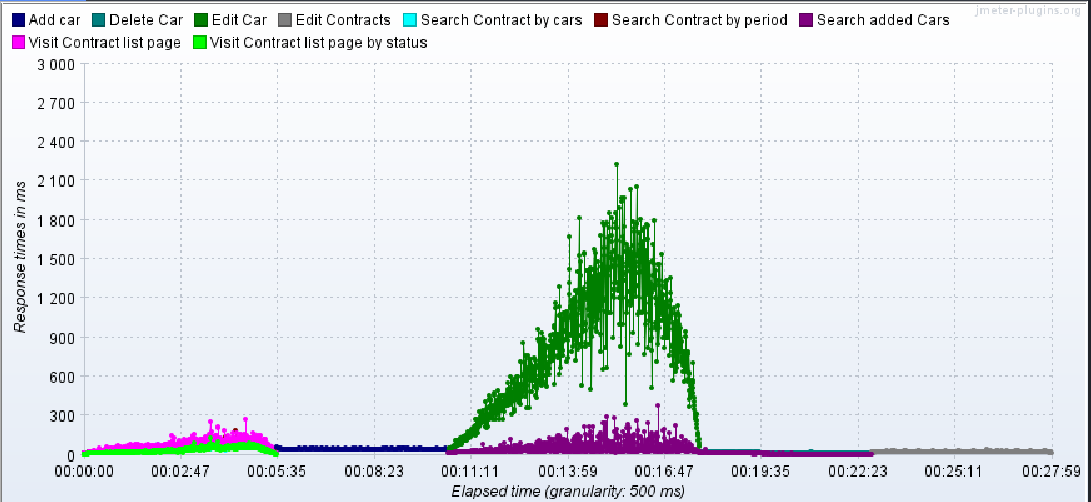 jmeter-plugins.org
Add car Delete Car Edit Car Edit Contracts Search Contract by cars Search Contract by period Search added Cars
Visit Contract list page Visit Contract list page by status
3 000
2 700
2 400
2 100
1 800
1 500
1 200
900
600
300
0
Response times in ms
00:00:00 00:02:47 00:05:35 00:08:23 00:11:11 00:13:59 00:16:47 00:19:35 00:22:23 00:25:11 00:27:59
Elapsed time (granularity: 500 ms)